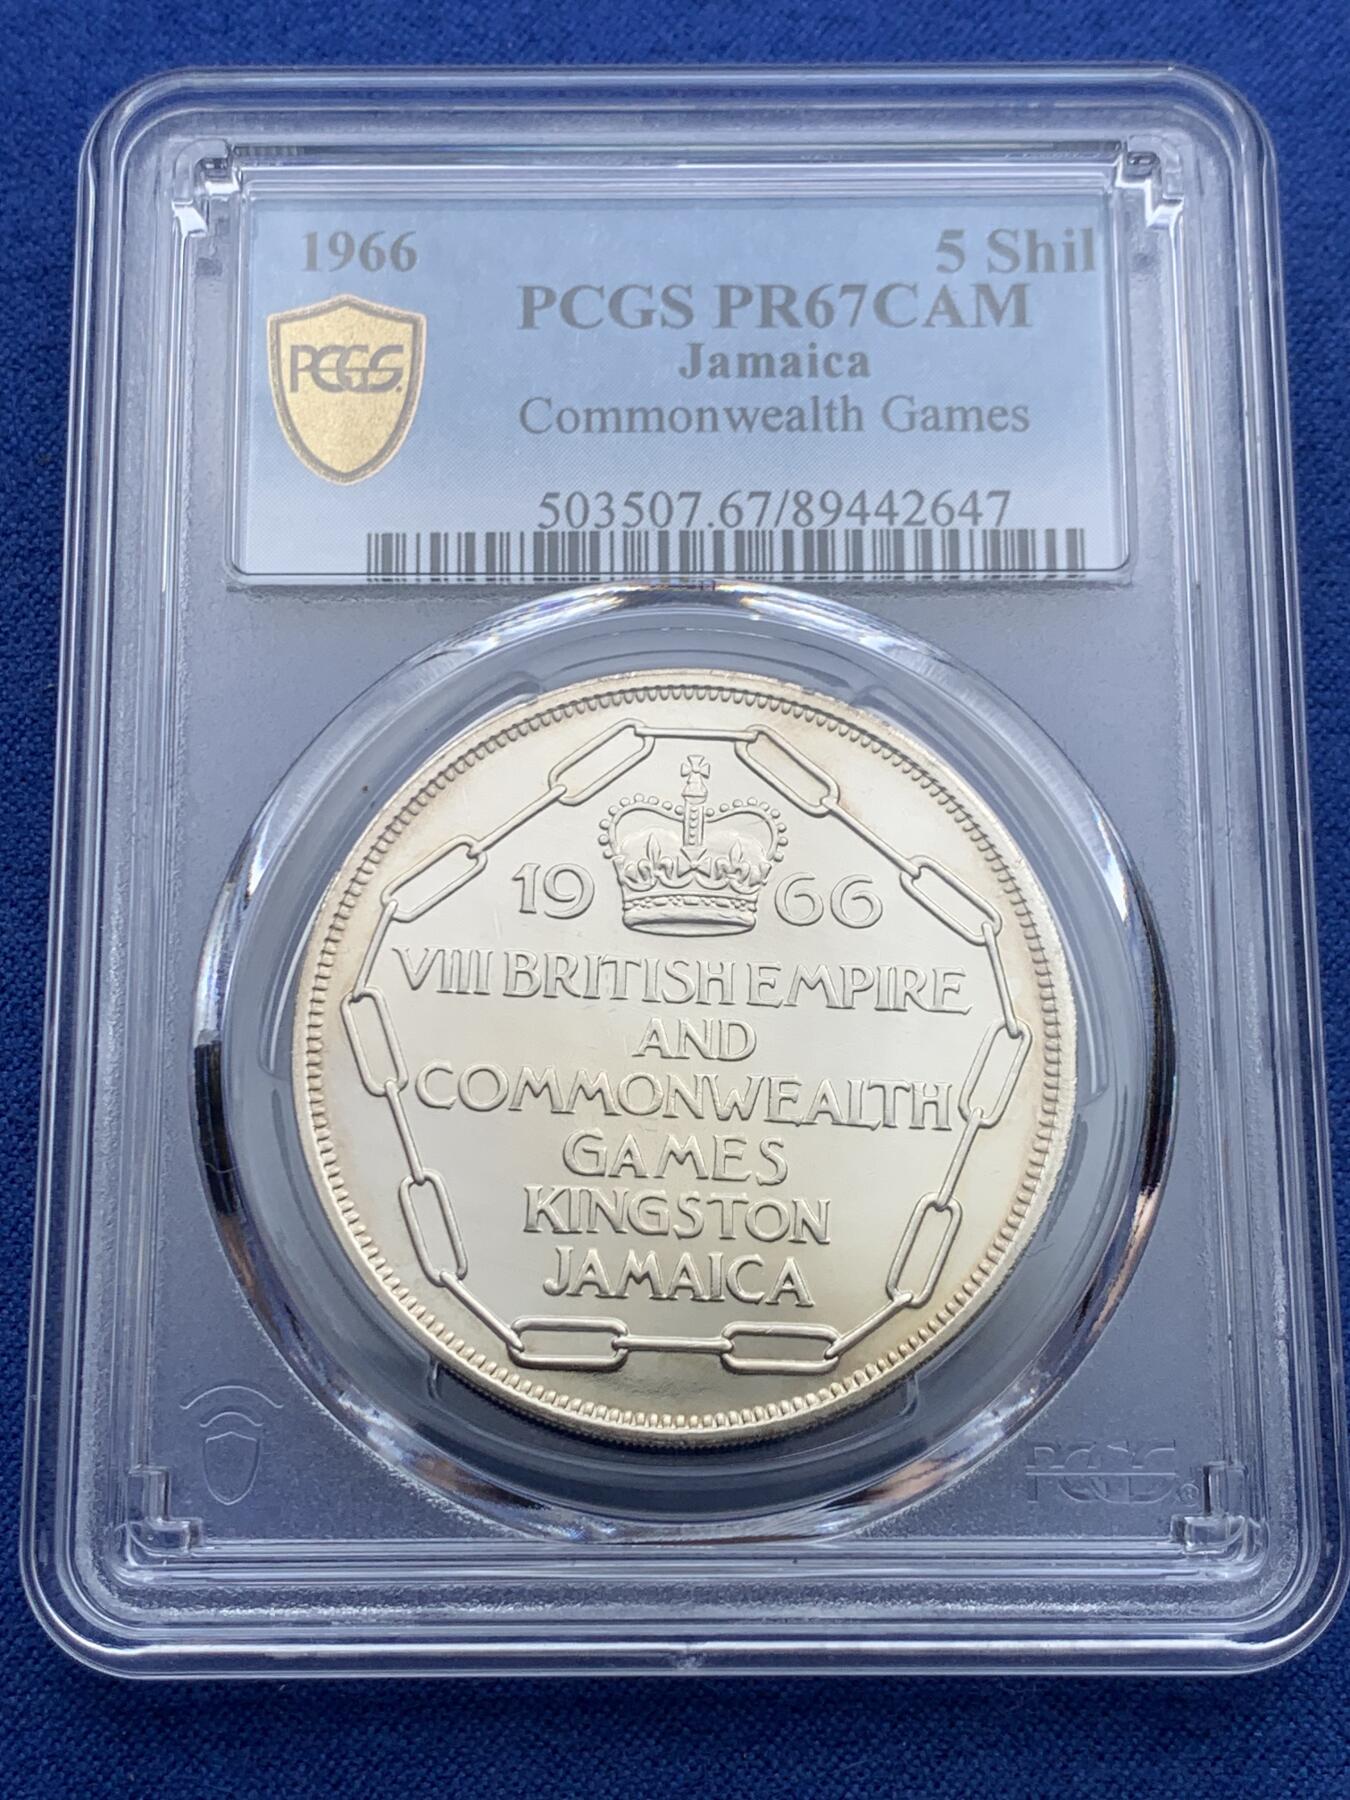 1966 5 Shil
PCGS PR67CAM
Jamaica
Commonwealth Games
PCGS
503507.67/89442647
19 66
VIII BRITISH EMPIRE
AND
COMMONWEALTH
GAMES
KINGSTON
JAMAICA
PCGS